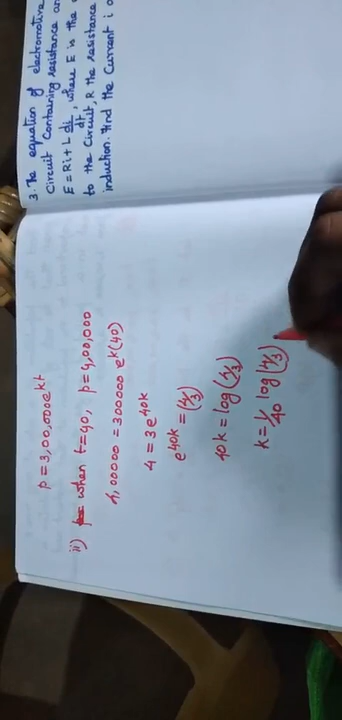 3. The equation of electromotive
Circuit Containing resistance
E = Ri + L di/dt, where E is the
to the Circuit, R the resistance
induction. Find the Current i
p = 3,00,000e^kt
ii) when t = 40, p = 4,00,000
4,00000 = 300000 e^k(40)
4 = 3e^40k
e^40k = (4/3)
40k = log (4/3)
k = 1/40 log (4/3)